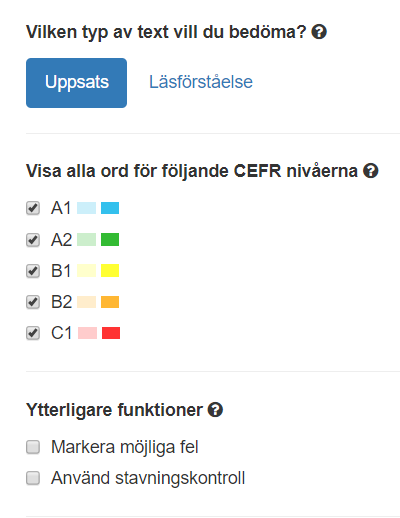 Vilken typ av text vill du bedöma?
Uppsats Läsförståelse
Visa alla ord för följande CEFR nivåerna
A1
A2
B1
B2
C1
Ytterligare funktioner
Markera möjliga fel
Använd stavningskontroll